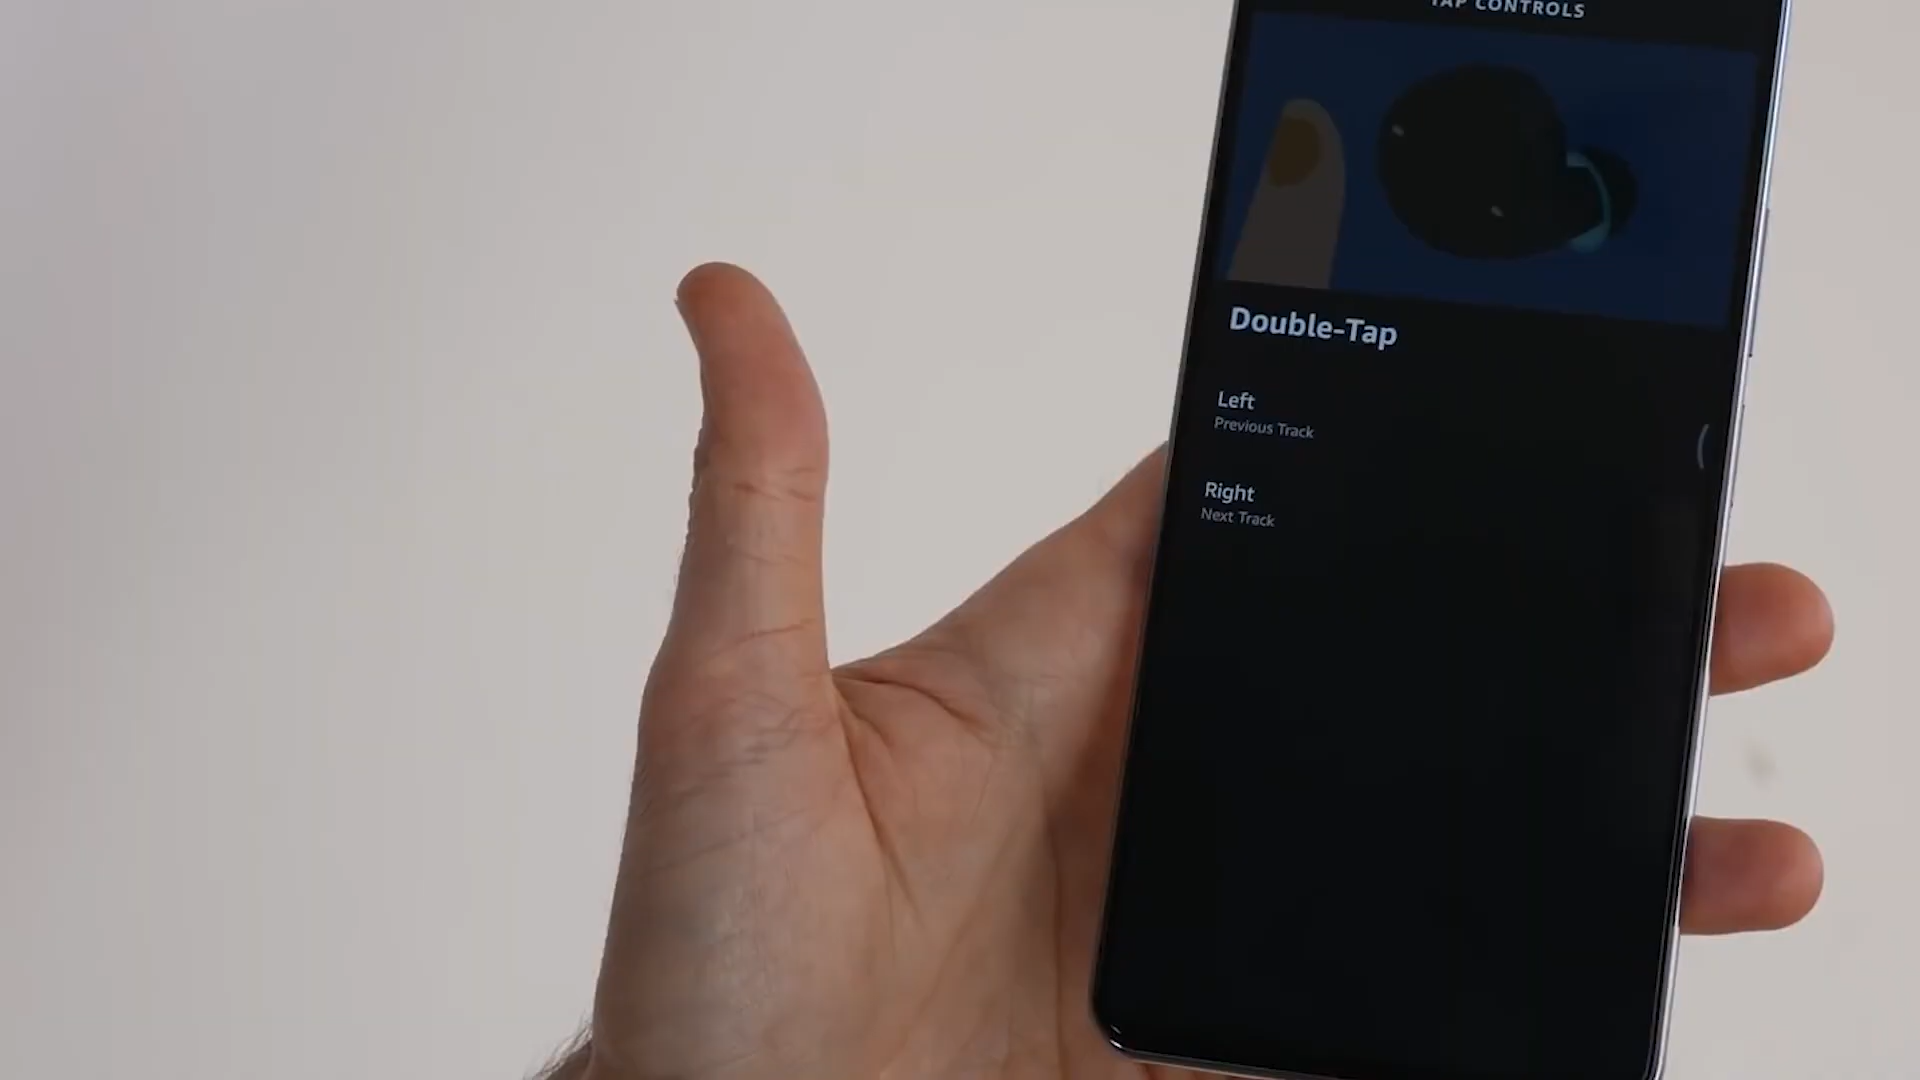 TAP CONTROLS
Double-Tap
Left
Previous Track
Right
Next Track